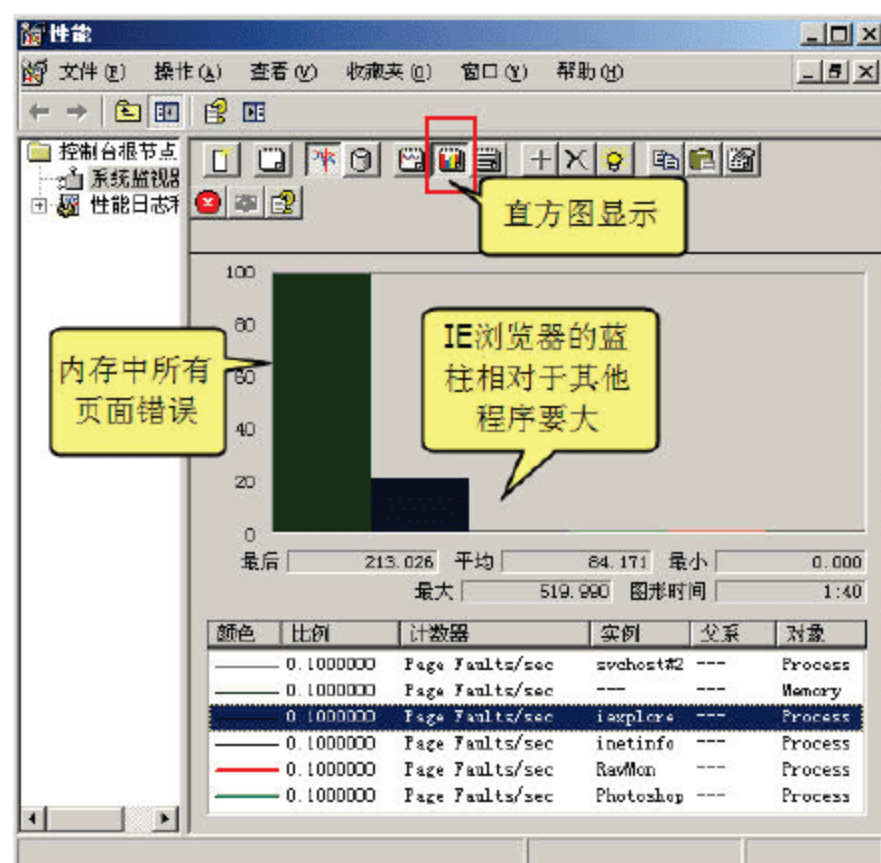 性能
文件(F) 操作(A) 查看(V) 收藏夹(O) 窗口(Y) 帮助(H)
控制台根节点
系统监视器
性能日志和
直方图显示
100
80
60
40
20
0
内存中所有
页面错误
IE浏览器的蓝
柱相对于其他
程序要大
最后 213.026 平均 84.171 最小 0.000
最大 519.990 图形时间 1:40
颜色 比例 计数器 实例 父系 对象
0.1000000 Page Faults/sec svchost#2 --- Process
0.1000000 Page Faults/sec --- --- Memory
0.1000000 Page Faults/sec iexplore --- Process
0.1000000 Page Faults/sec inetinfo --- Process
0.1000000 Page Faults/sec RavMon --- Process
0.1000000 Page Faults/sec Photoshop --- Process